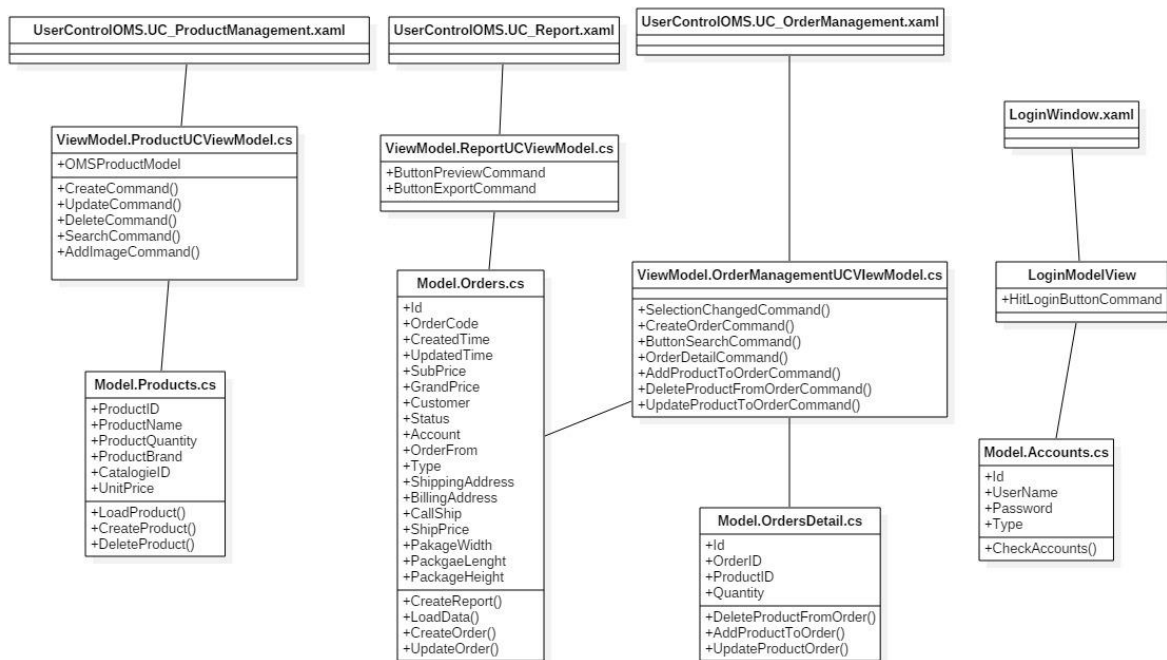 UserControlOMS.UC_ProductManagement.xaml
UserControlOMS.UC_Report.xaml
UserControlOMS.UC_OrderManagement.xaml
ViewModel.ProductUCViewModel.cs
+OMSProductModel
+CreateCommand()
+UpdateCommand()
+DeleteCommand()
+SearchCommand()
+AddImageCommand()
ViewModel.ReportUCViewModel.cs
+ButtonPreviewCommand
+ButtonExportCommand
LoginWindow.xaml
Model.Orders.cs
+Id
+OrderCode
+CreatedTime
+UpdatedTime
+SubPrice
+GrandPrice
+Customer
+Status
+Account
+OrderFrom
+Type
+ShippingAddress
+BillingAddress
+CallShip
+ShipPrice
+PakageWidth
+PackgaeLenght
+PackageHeight
+CreateReport()
+LoadData()
+CreateOrder()
+UpdateOrder()
ViewModel.OrderManagementUCVIewModel.cs
+SelectionChangedCommand()
+CreateOrderCommand()
+ButtonSearchCommand()
+OrderDetailCommand()
+AddProductToOrderCommand()
+DeleteProductFromOrderCommand()
+UpdateProductToOrderCommand()
LoginModelView
+HitLoginButtonCommand
Model.Products.cs
+ProductID
+ProductName
+ProductQuantity
+ProductBrand
+CatalogieID
+UnitPrice
+LoadProduct()
+CreateProduct()
+DeleteProduct()
Model.OrdersDetail.cs
+Id
+OrderID
+ProductID
+Quantity
+DeleteProductFromOrder()
+AddProductToOrder()
+UpdateProductOrder()
Model.Accounts.cs
+Id
+UserName
+Password
+Type
+CheckAccounts()